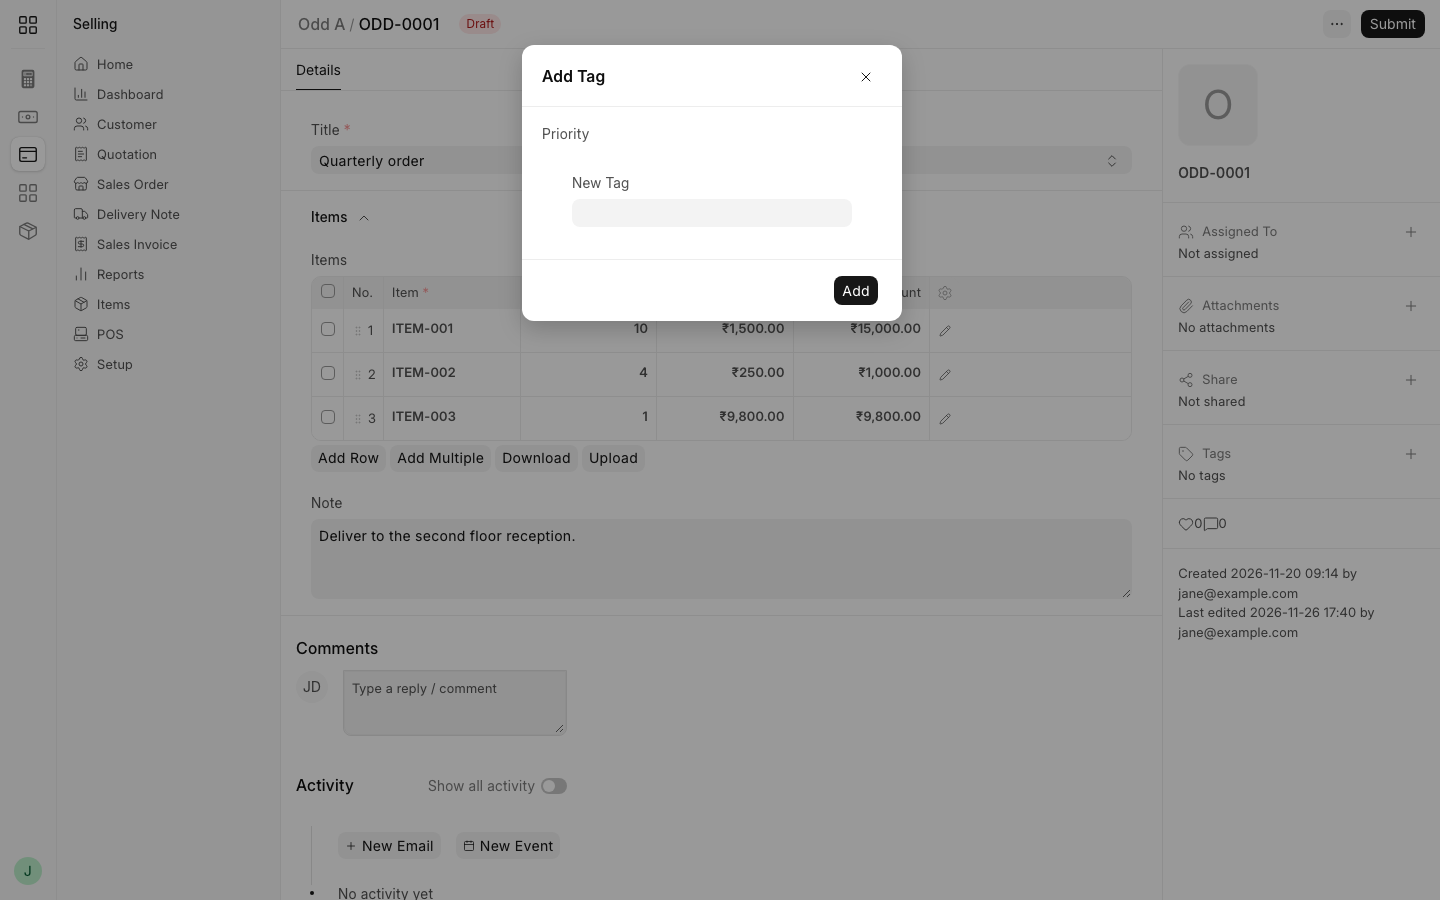 Selling
Home
Dashboard
Customer
Quotation
Sales Order
Delivery Note
Sales Invoice
Reports
Items
POS
Setup
J
Odd A / ODD-0001
Draft
Submit
Details
Title *
Quarterly order
Items
Items
No. Item * unt
1 ITEM-001 10 ₹1,500.00 ₹15,000.00
2 ITEM-002 4 ₹250.00 ₹1,000.00
3 ITEM-003 1 ₹9,800.00 ₹9,800.00
Add Row Add Multiple Download Upload
Note
Deliver to the second floor reception.
Comments
JD
Type a reply / comment
Activity
Show all activity
New Email
New Event
No activity yet
Add Tag
Priority
New Tag
Add
O
ODD-0001
Assigned To
Not assigned
Attachments
No attachments
Share
Not shared
Tags
No tags
0 0
Created 2026-11-20 09:14 by
jane@example.com
Last edited 2026-11-26 17:40 by
jane@example.com